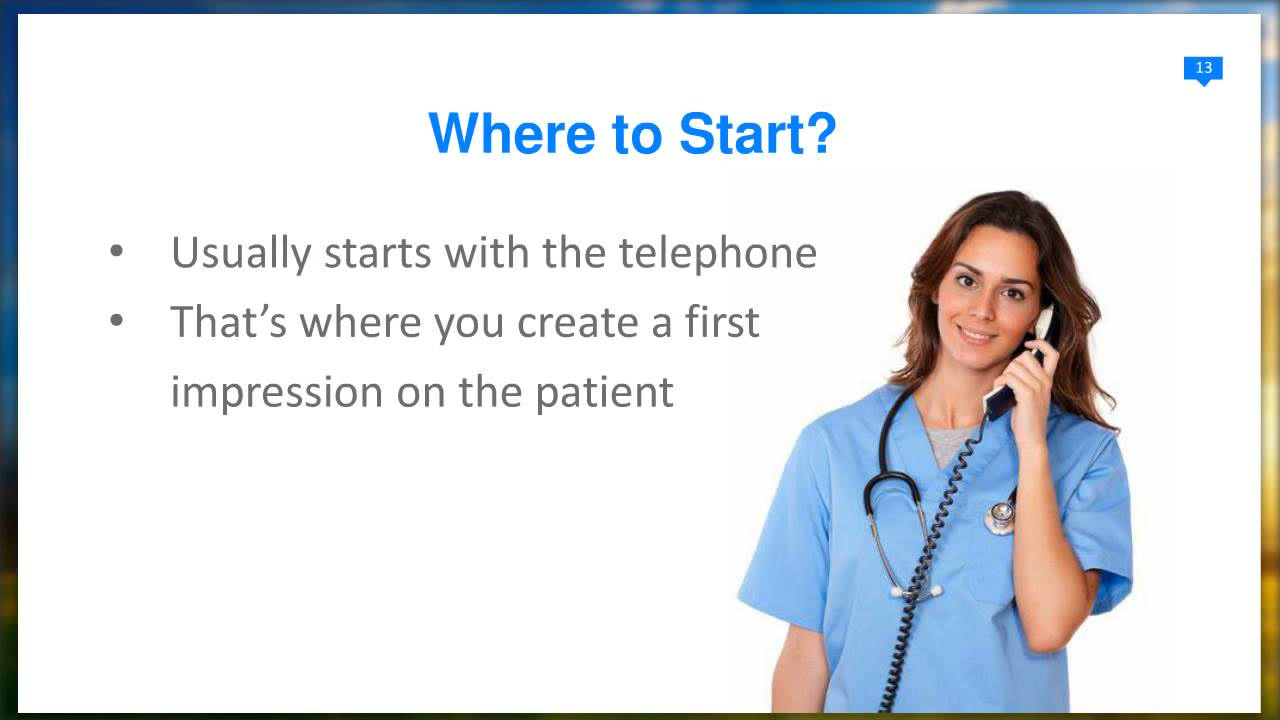 13
Where to Start?
• Usually starts with the telephone
• That’s where you create a first
impression on the patient